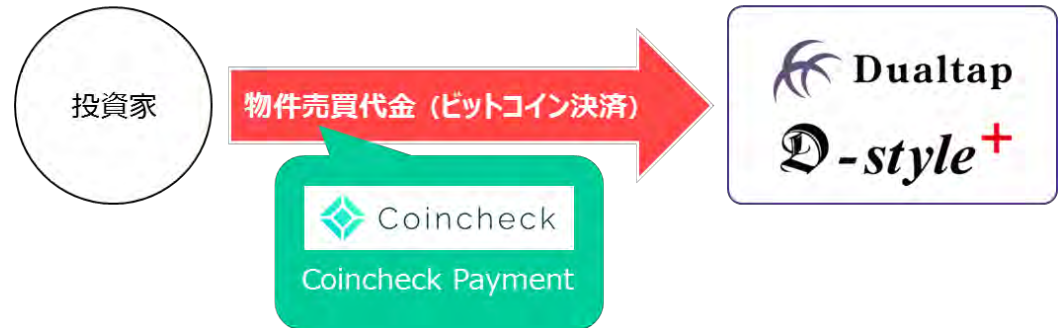 投資家
物件売買代金 (ビットコイン決済)
Coincheck
Coincheck Payment
Dualtap
D-style+